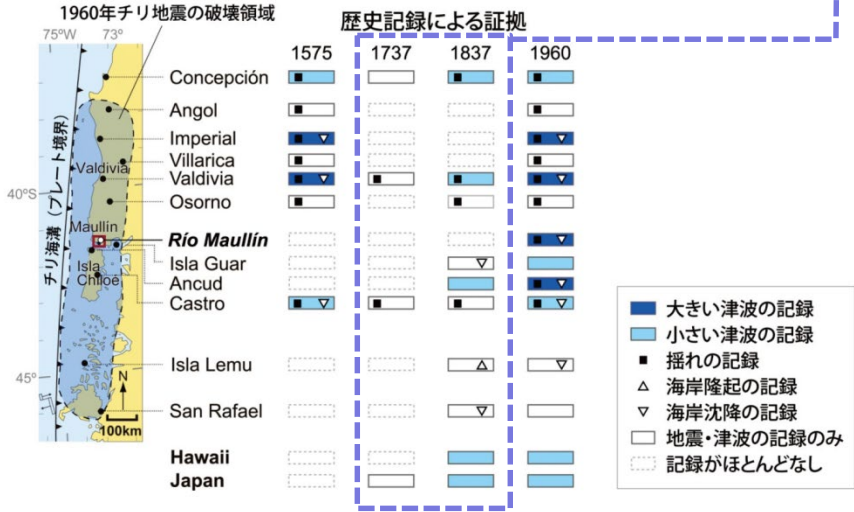 1960年チリ地震の破壊領域
歴史記録による証拠
75ºW 73º
1575 1737 1837 1960
Concepción
Angol
Imperial
Villarica
Valdivia
Valdivia
40ºS
Osorno
Maullín
Río Maullín
Isla Guar
Isla
Chiloé
Ancud
Castro
チリ海溝（プレート境界）
Isla Lemu
45º
N
San Rafael
100km
Hawaii
Japan
大きい津波の記録
小さい津波の記録
揺れの記録
海岸隆起の記録
海岸沈降の記録
地震・津波の記録のみ
記録がほとんどなし